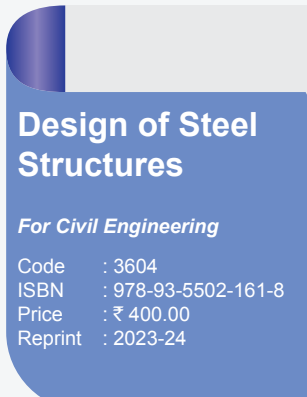 Design of Steel
Structures
For Civil Engineering
Code : 3604
ISBN : 978-93-5502-161-8
Price : ₹ 400.00
Reprint : 2023-24